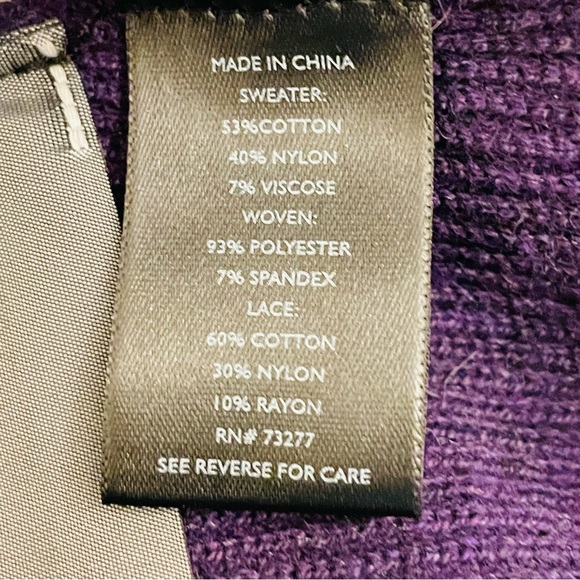 MADE IN CHINA
SWEATER:
53%COTTON
40% NYLON
7% VISCOSE
WOVEN:
93% POLYESTER
7% SPANDEX
LACE:
60% COTTON
30% NYLON
10% RAYON
RN# 73277
SEE REVERSE FOR CARE